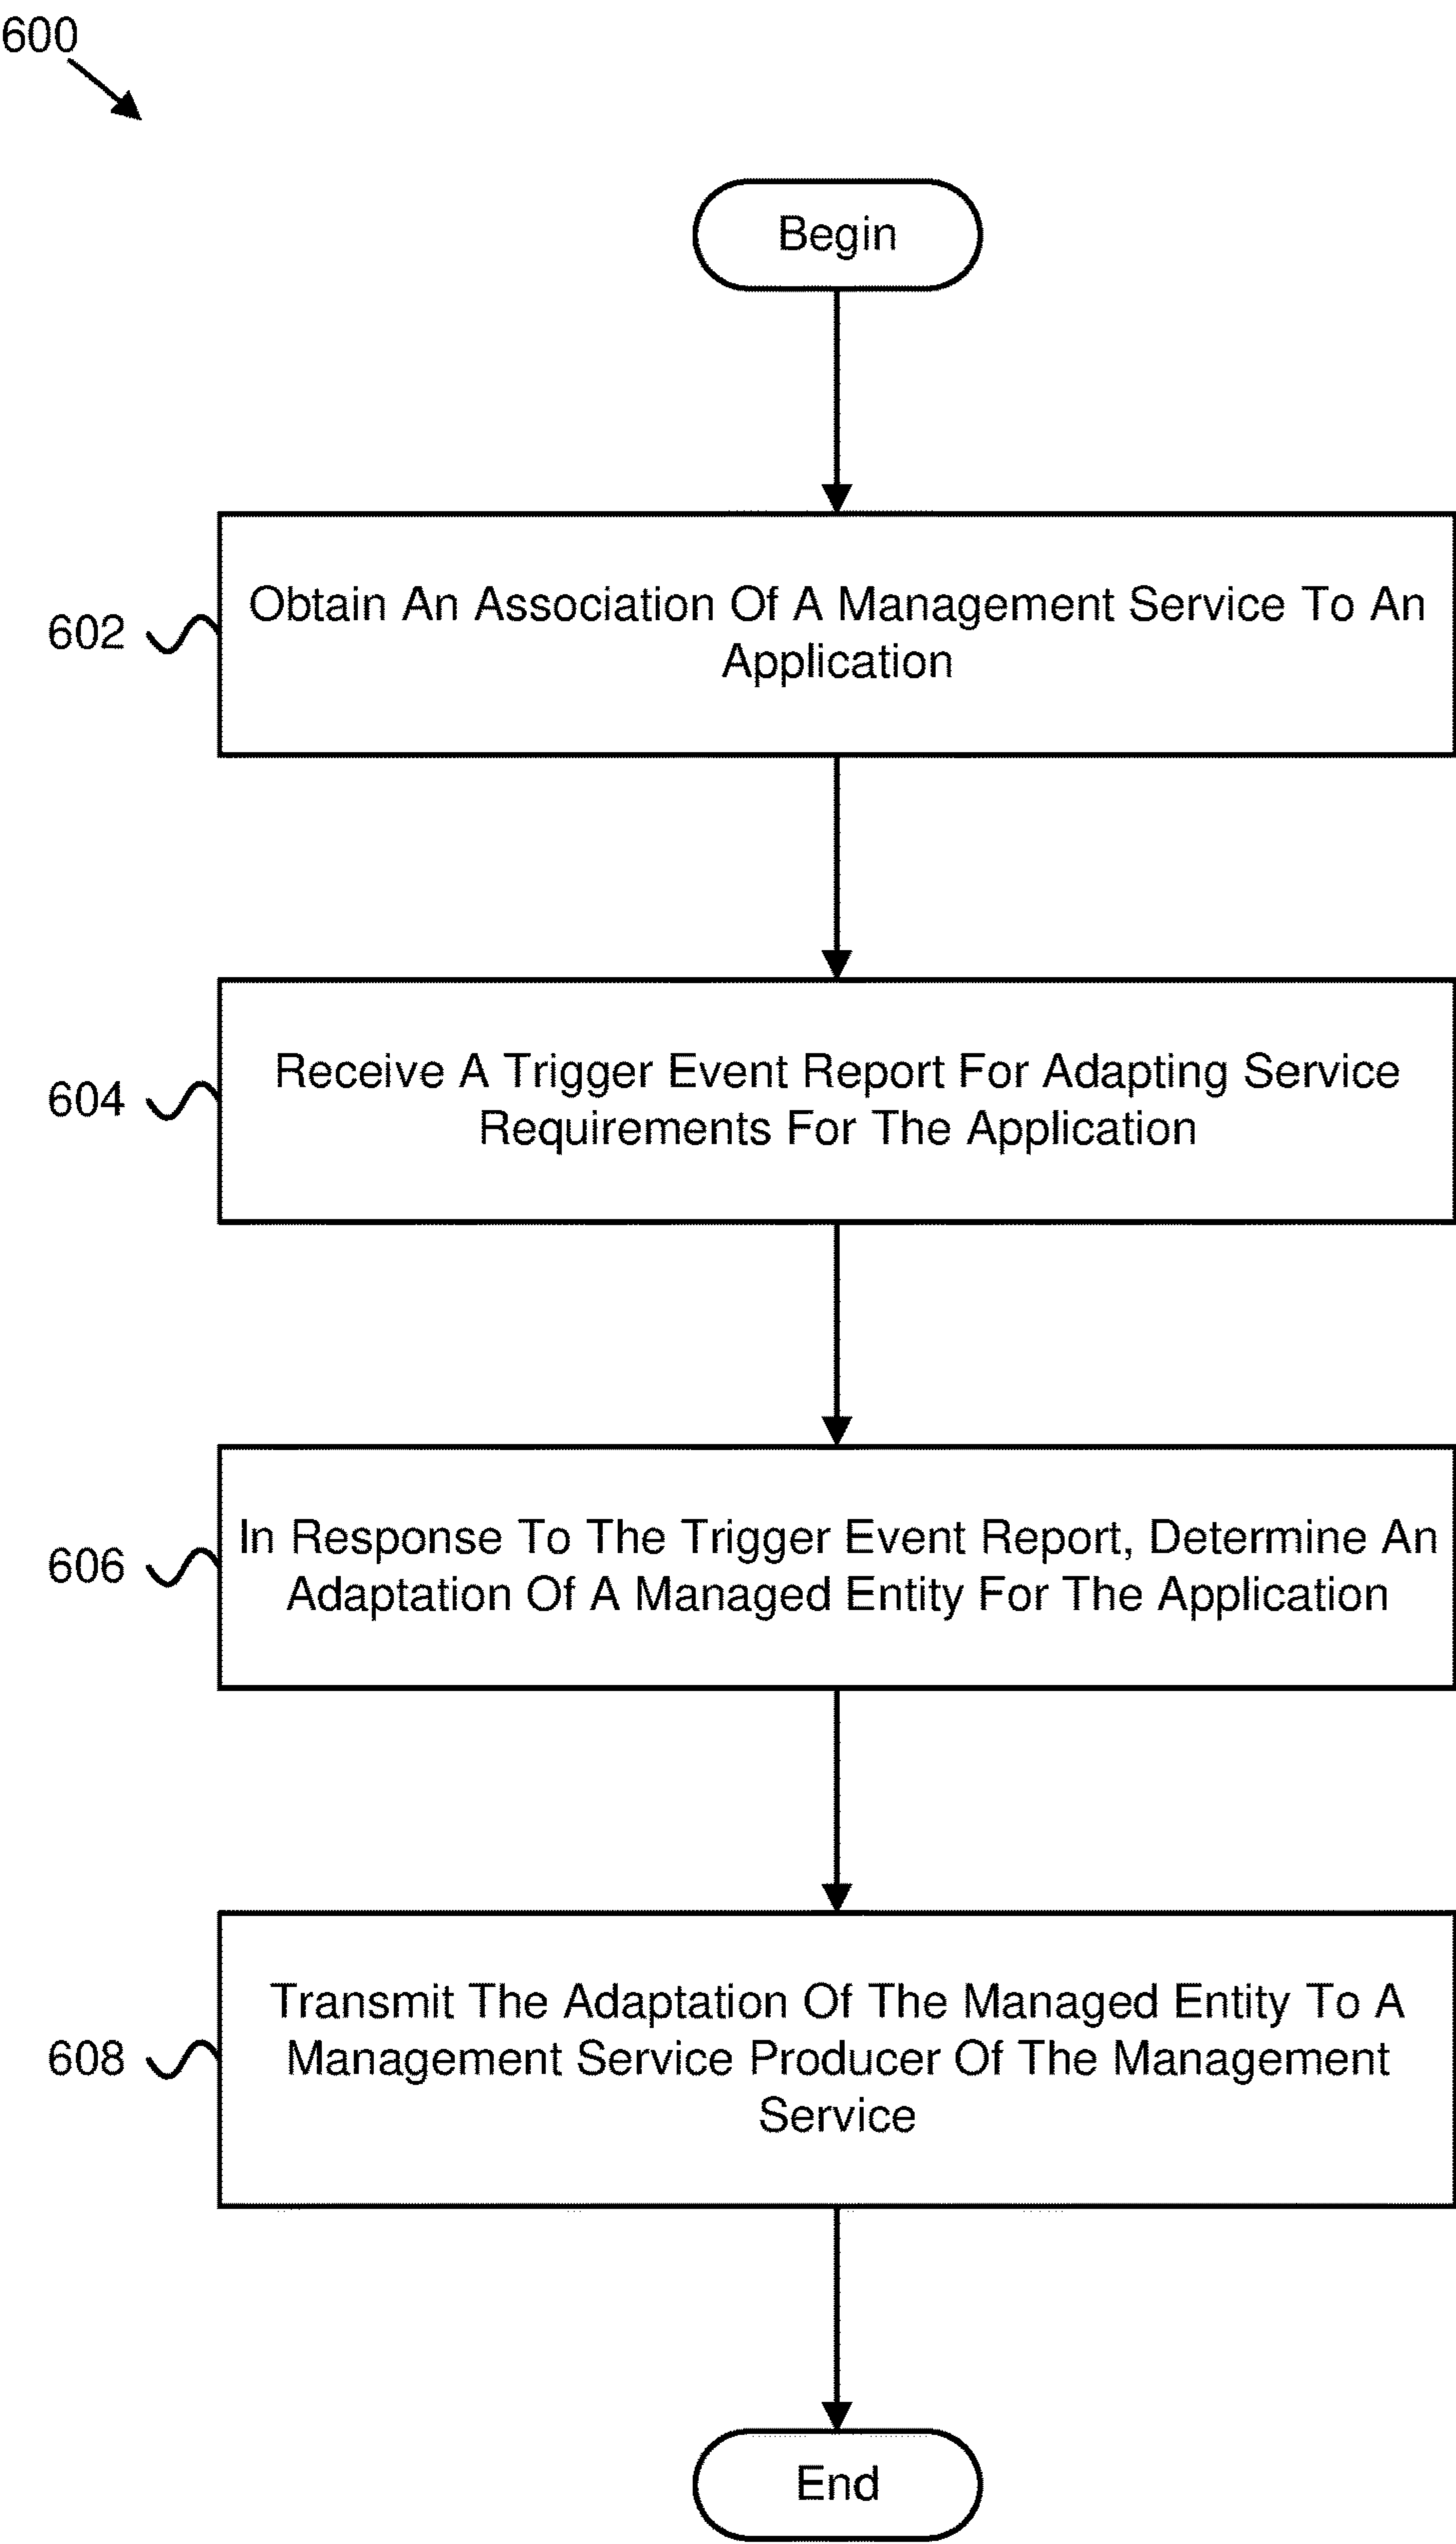 600
Begin
602
Obtain An Association Of A Management Service To An
Application
604
Receive A Trigger Event Report For Adapting Service
Requirements For The Application
606
In Response To The Trigger Event Report, Determine An
Adaptation Of A Managed Entity For The Application
608
Transmit The Adaptation Of The Managed Entity To A
Management Service Producer Of The Management
Service
End